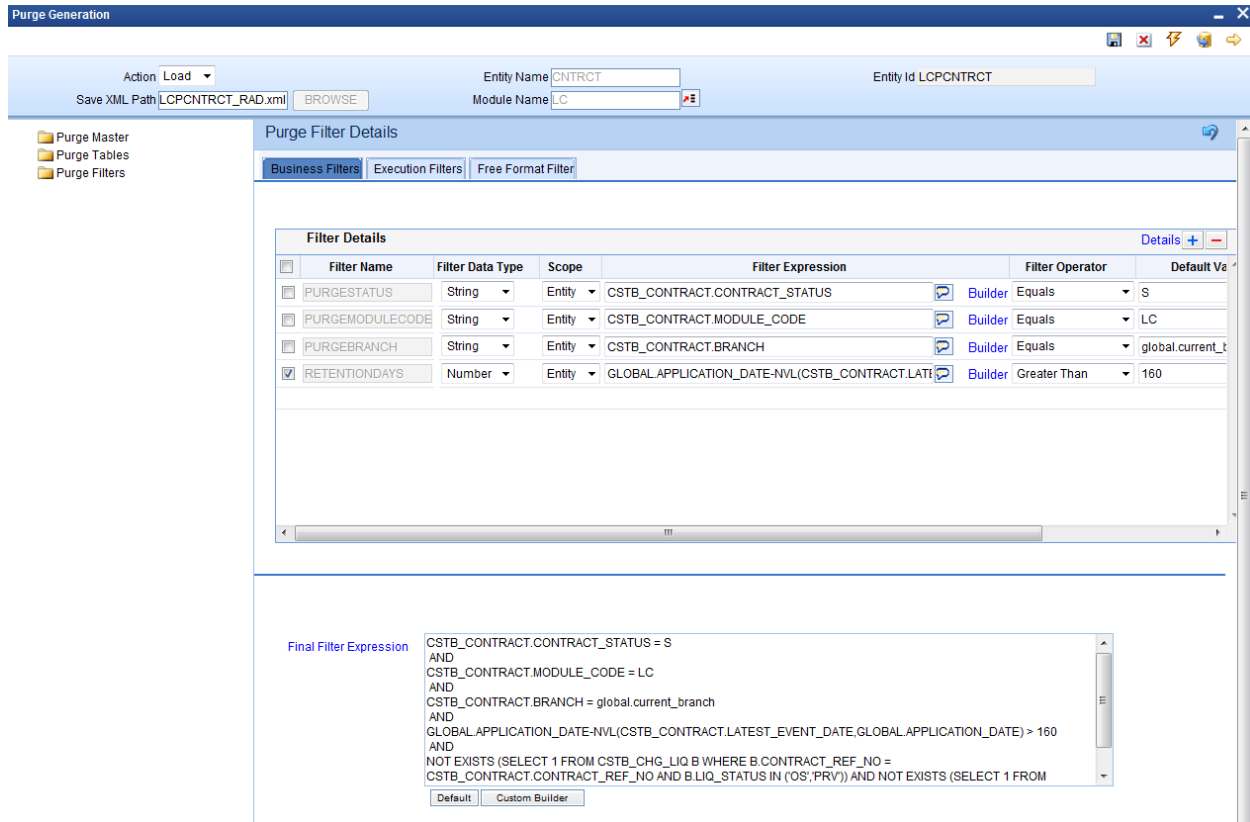 Purge Generation
Action Load Entity Name CNTRCT Entity Id LCPCNTRCT
Save XML Path LCPCNTRCT_RAD.xml BROWSE Module Name LC
Purge Master
Purge Tables
Purge Filters
Purge Filter Details
Business Filters Execution Filters Free Format Filter
Filter Details Details
Filter Name Filter Data Type Scope Filter Expression Filter Operator Default Va
PURGESTATUS String Entity CSTB_CONTRACT.CONTRACT_STATUS Builder Equals S
PURGEMODULECODE String Entity CSTB_CONTRACT.MODULE_CODE Builder Equals LC
PURGEBRANCH String Entity CSTB_CONTRACT.BRANCH Builder Equals global.current_b
RETENTIONDAYS Number Entity GLOBAL.APPLICATION_DATE-NVL(CSTB_CONTRACT.LATE Builder Greater Than 160
Final Filter Expression
CSTB_CONTRACT.CONTRACT_STATUS = S
AND
CSTB_CONTRACT.MODULE_CODE = LC
AND
CSTB_CONTRACT.BRANCH = global.current_branch
AND
GLOBAL.APPLICATION_DATE-NVL(CSTB_CONTRACT.LATEST_EVENT_DATE,GLOBAL.APPLICATION_DATE) > 160
AND
NOT EXISTS (SELECT 1 FROM CSTB_CHG_LIQ B WHERE B.CONTRACT_REF_NO =
CSTB_CONTRACT.CONTRACT_REF_NO AND B.LIQ_STATUS IN ('OS','PRV')) AND NOT EXISTS (SELECT 1 FROM
Default Custom Builder